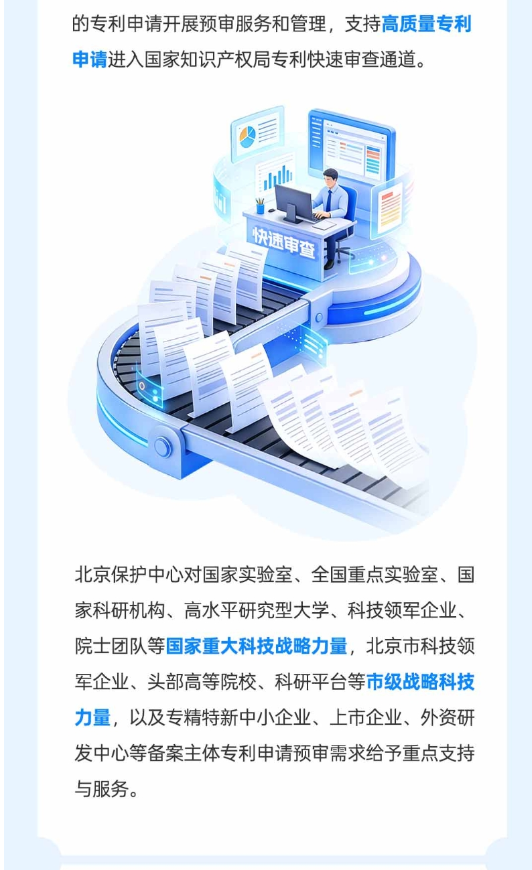 的专利申请开展预审服务和管理，支持高质量专利
申请进入国家知识产权局专利快速审查通道。
快速审查
北京保护中心对国家实验室、全国重点实验室、国
家科研机构、高水平研究型大学、科技领军企业、
院士团队等国家重大科技战略力量，北京市科技领
军企业、头部高等院校、科研平台等市级战略科技
力量，以及专精特新中小企业、上市企业、外资研
发中心等备案主体专利申请预审需求给予重点支持
与服务。